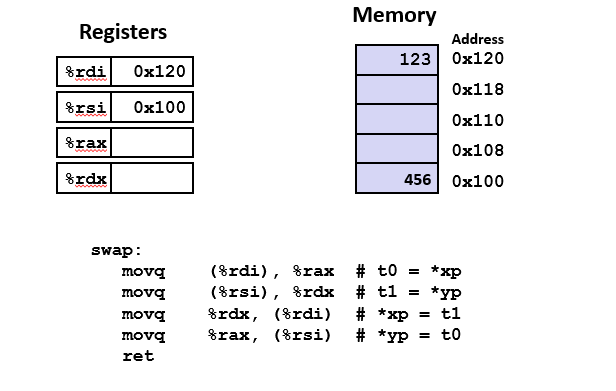 Registers
%rdi 0x120
%rsi 0x100
%rax
%rdx
Memory
Address
123 0x120
0x118
0x110
0x108
456 0x100
swap:
movq (%rdi), %rax # t0 = *xp
movq (%rsi), %rdx # t1 = *yp
movq %rdx, (%rdi) # *xp = t1
movq %rax, (%rsi) # *yp = t0
ret